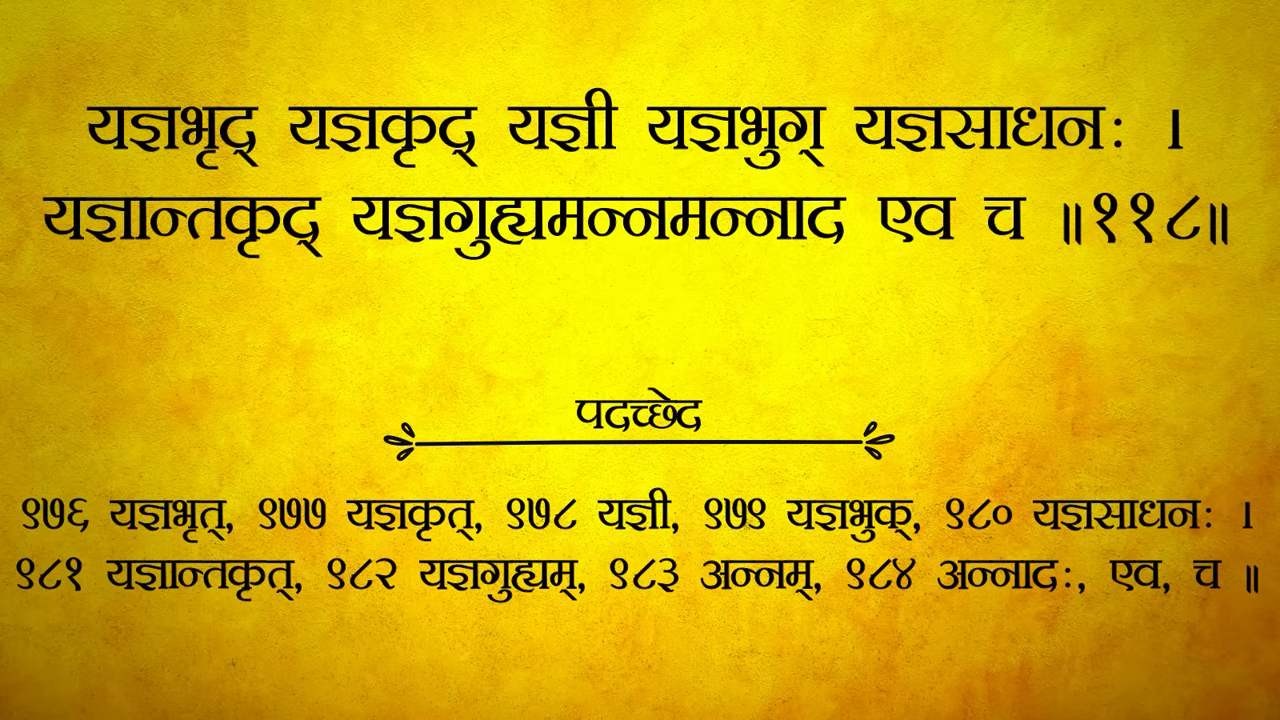 यज्ञभृद् यज्ञकृद् यज्ञी यज्ञभुग् यज्ञसाधनः ।
यज्ञान्तकृद् यज्ञगुह्यमन्नमन्नाद एव च ॥११८॥
पदच्छेद
९७६ यज्ञभृत्, ९७७ यज्ञकृत्, ९७८ यज्ञी, ९७९ यज्ञभुक्, ९८० यज्ञसाधनः ।
९८१ यज्ञान्तकृत्, ९८२ यज्ञगुह्यम्, ९८३ अन्नम्, ९८४ अन्नादः, एव, च ॥